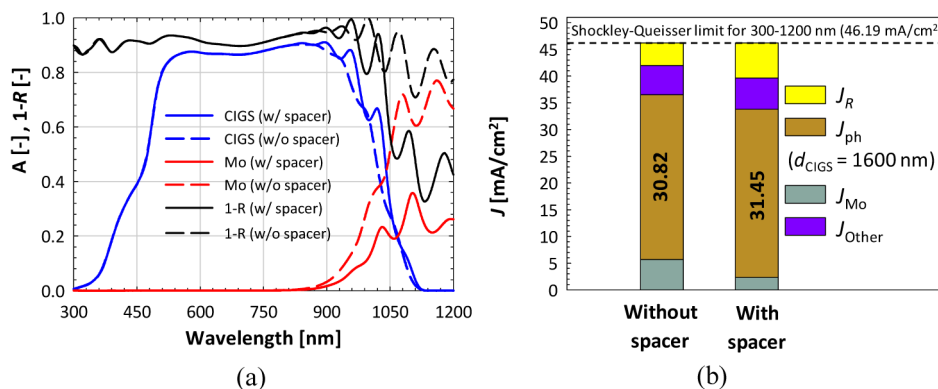 1.0
0.8
0.6
0.4
0.2
0.0
A [-], 1-R [-]
CIGS (w/ spacer)
CIGS (w/o spacer)
Mo (w/ spacer)
Mo (w/o spacer)
1-R (w/ spacer)
1-R (w/o spacer)
300 450 600 750 900 1050 1200
Wavelength [nm]
(a)
50
45
40
35
30
25
20
15
10
5
0
J [mA/cm²]
Shockley-Queisser limit for 300-1200 nm (46.19 mA/cm²
30.82
31.45
J_R
J_ph
(d_CIGS = 1600 nm)
J_Mo
J_Other
Without
spacer
With
spacer
(b)